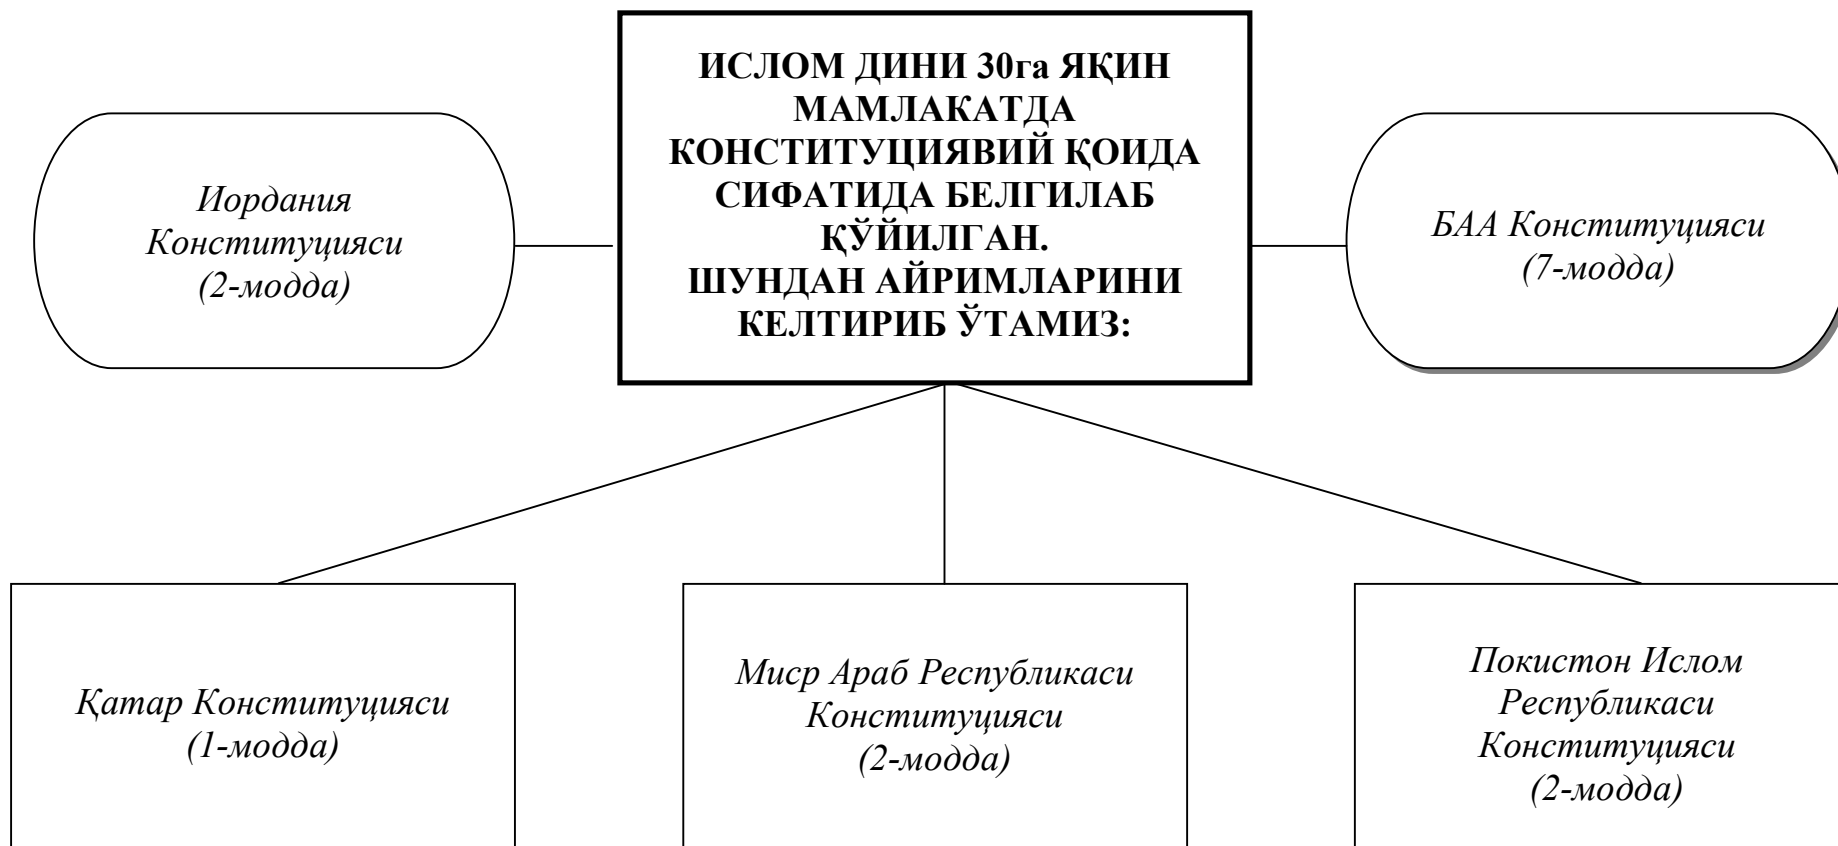 ИСЛОМ ДИНИ 30га ЯҚИН
МАМЛАКАТДА
КОНСТИТУЦИЯВИЙ ҚОИДА
СИФАТИДА БЕЛГИЛАБ
ҚЎЙИЛГАН.
ШУНДАН АЙРИМЛАРИНИ
КЕЛТИРИБ ЎТАМИЗ:
Иордания
Конституцияси
(2-модда)
БАА Конституцияси
(7-модда)
Қатар Конституцияси
(1-модда)
Миср Араб Республикаси
Конституцияси
(2-модда)
Покистон Ислом
Республикаси
Конституцияси
(2-модда)